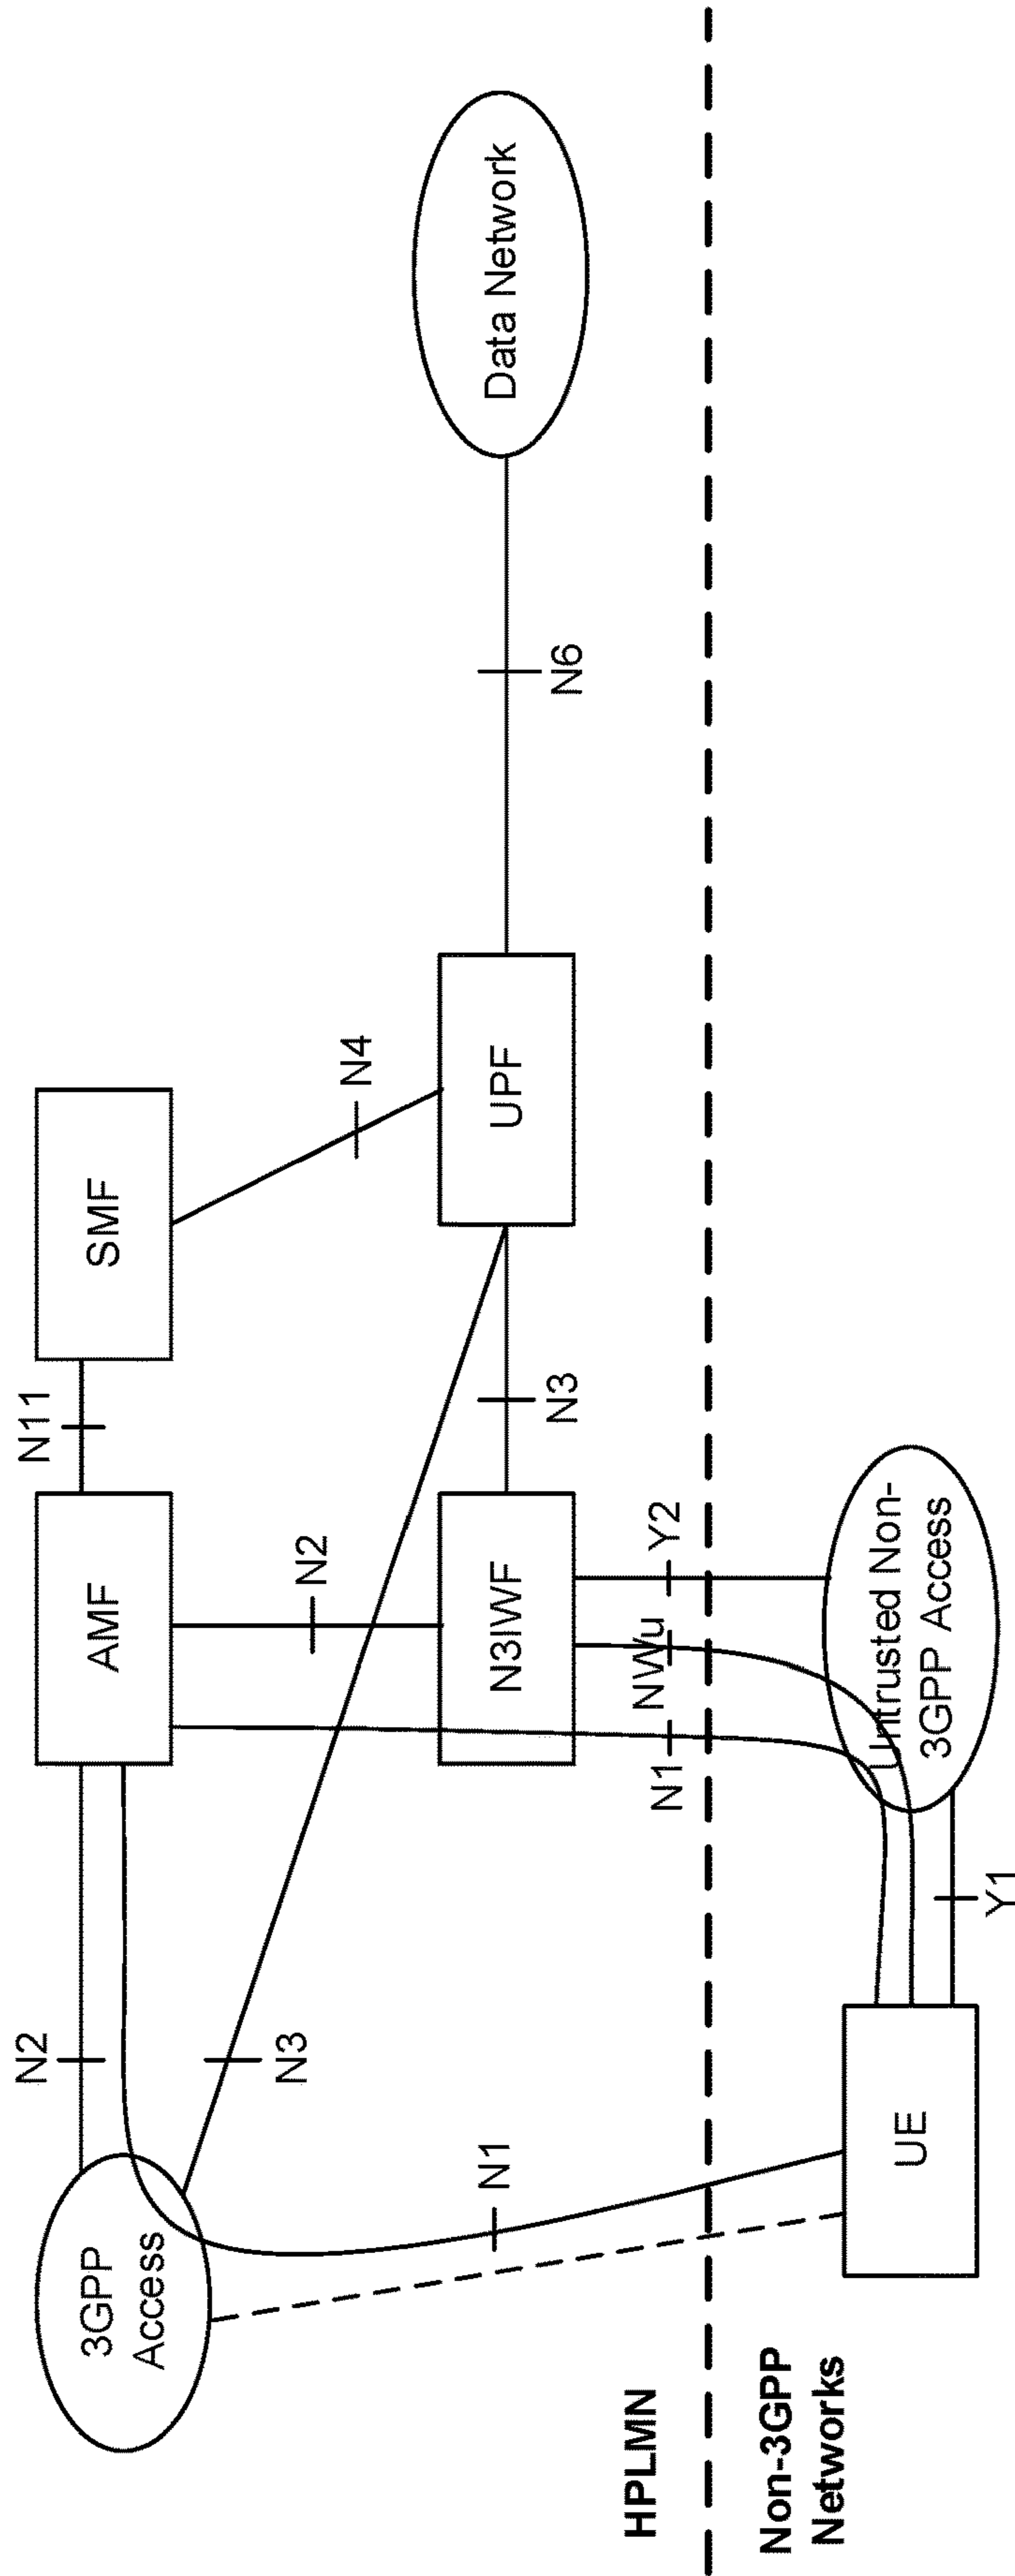 N2
N11
3GPP
Access
AMF
SMF
N3
N2
N4
N1
N3IWF
N3
UPF
N6
Data Network
HPLMN
N1
NWu
Y2
Non-3GPP
Networks
UE
Y1
Untrusted Non-
3GPP Access